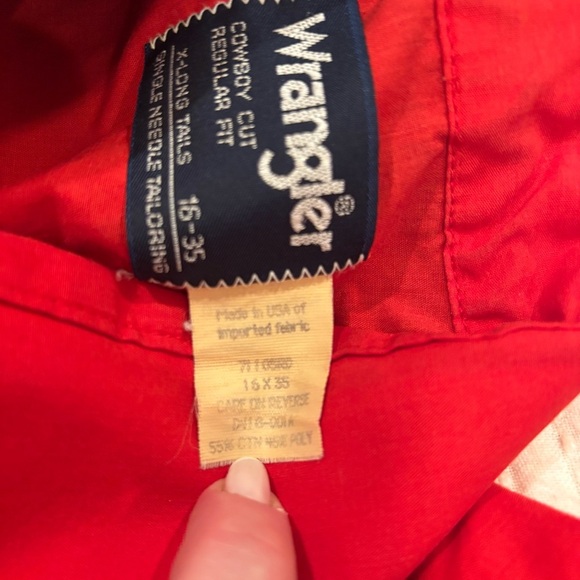 Wrangler®
COWBOY CUT
REGULAR FIT
X-LONG TAILS 16-35
SINGLE NEEDLE TAILORING
Made in USA of
imported fabric
16 X 35
CARE ON REVERSE
55% CTN 45% POLY